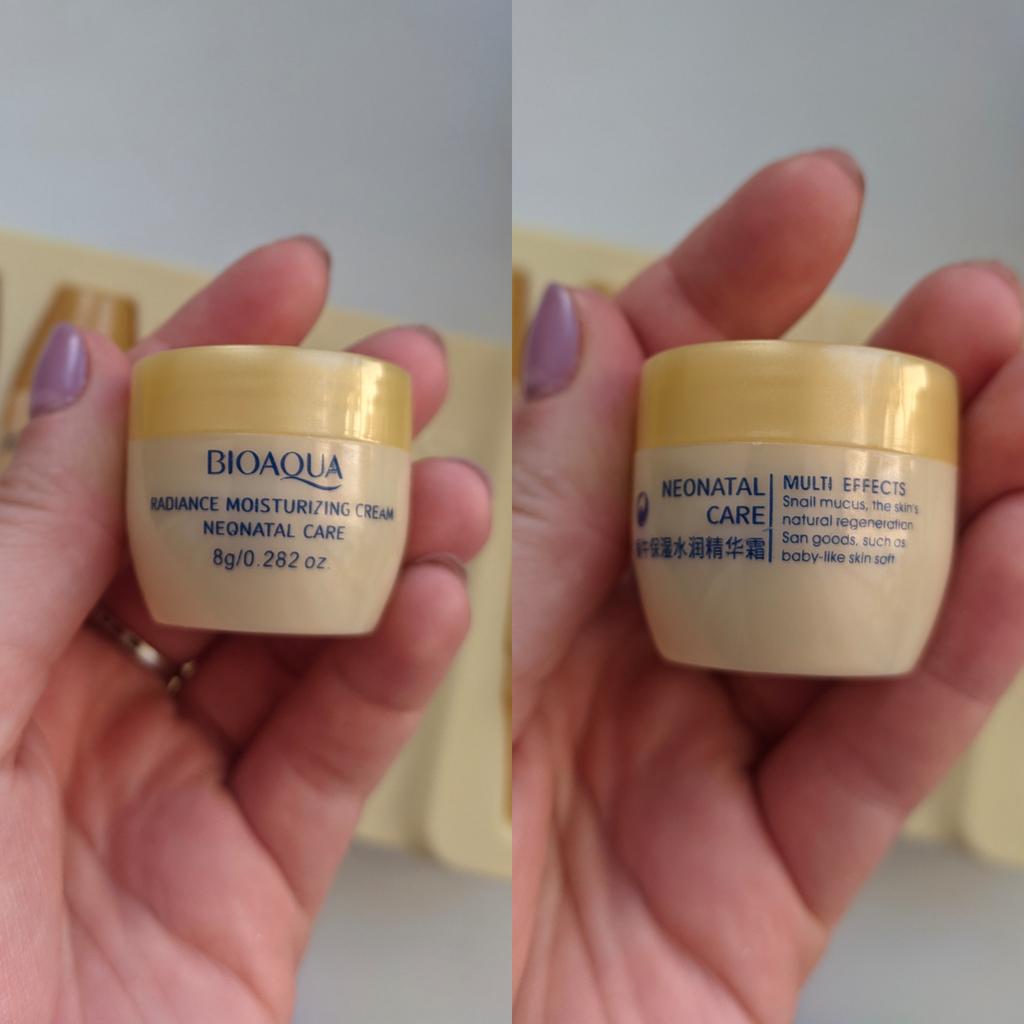 BIOAQUA
RADIANCE MOISTURIZING CREAM
NEONATAL CARE
8g/0.282 oz.
NEONATAL
CARE
保湿水润精华霜
MULTI EFFECTS
Snail mucus, the skin's
natural regeneration
San goods, such as
baby-like skin soft